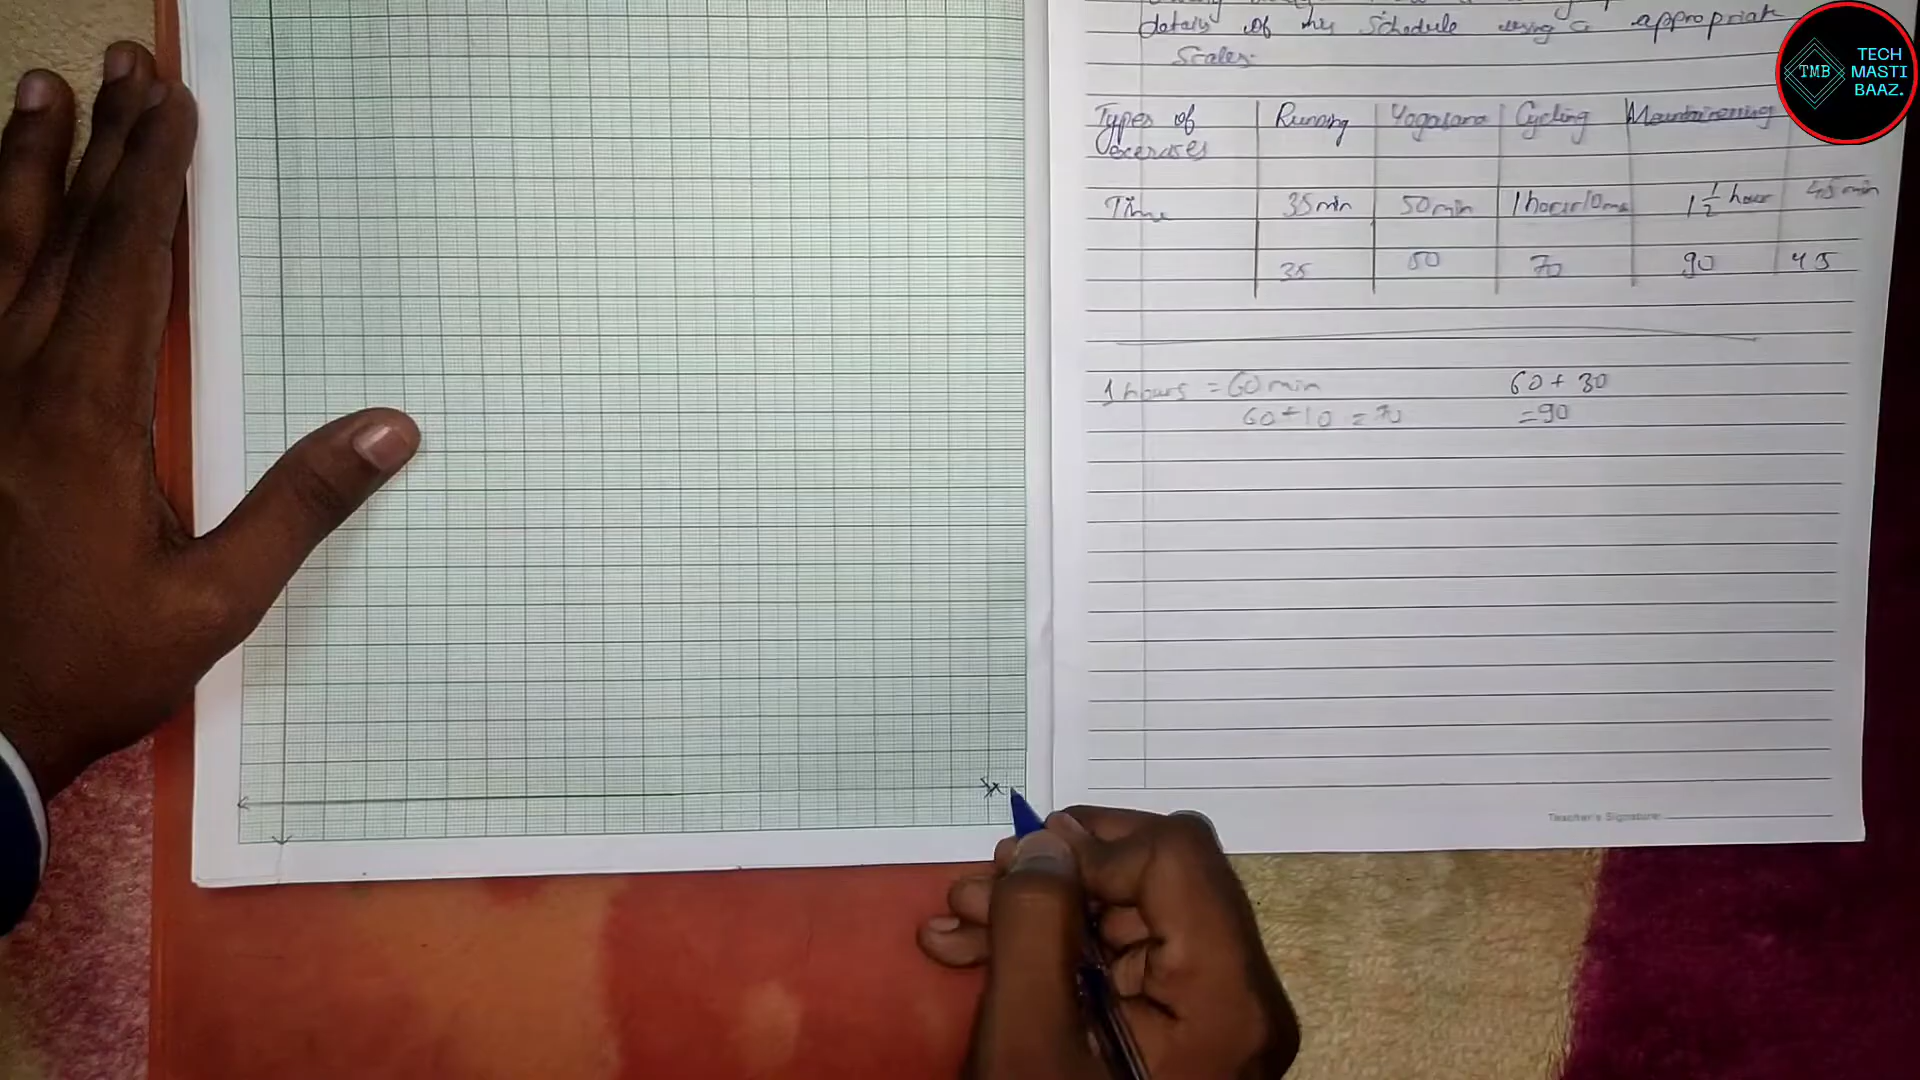 details of his Schedule using a appropriate
Scales.
Types of exercises Running Yogasana Cycling
Time 35 min 50 min 1 hour 10 min 1 1/2 hour 45 min
35 50 70 90 45
1 hours = 60 min
60 + 10 = 70
60 + 30
= 90
Teacher's Signature:
x
TMB
TECH
MASTI
BAAZ.